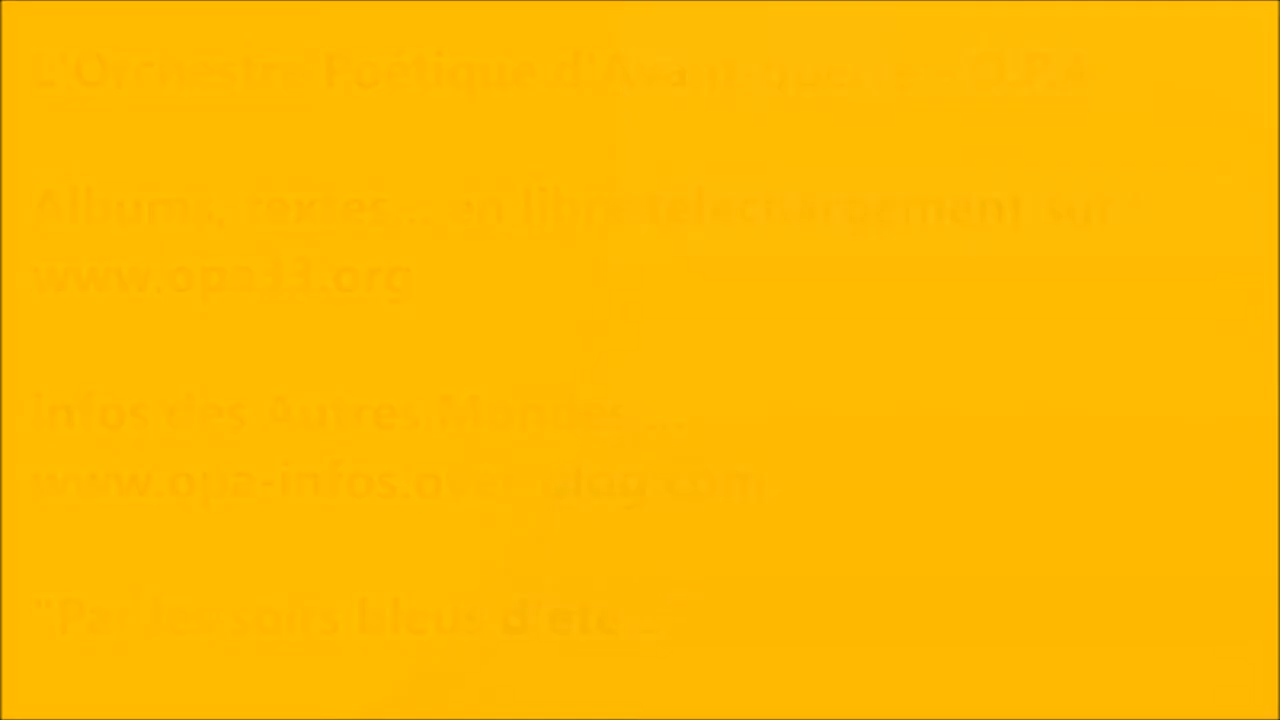 L'Orchestre Poétique d'Avant-guerre - O.P.A
Albums, textes... en libre telechargement sur :
www.opa33.org
Infos des Autres Mondes ...
www.opa-infos.over-blog.com
"Par les soirs bleus d'été